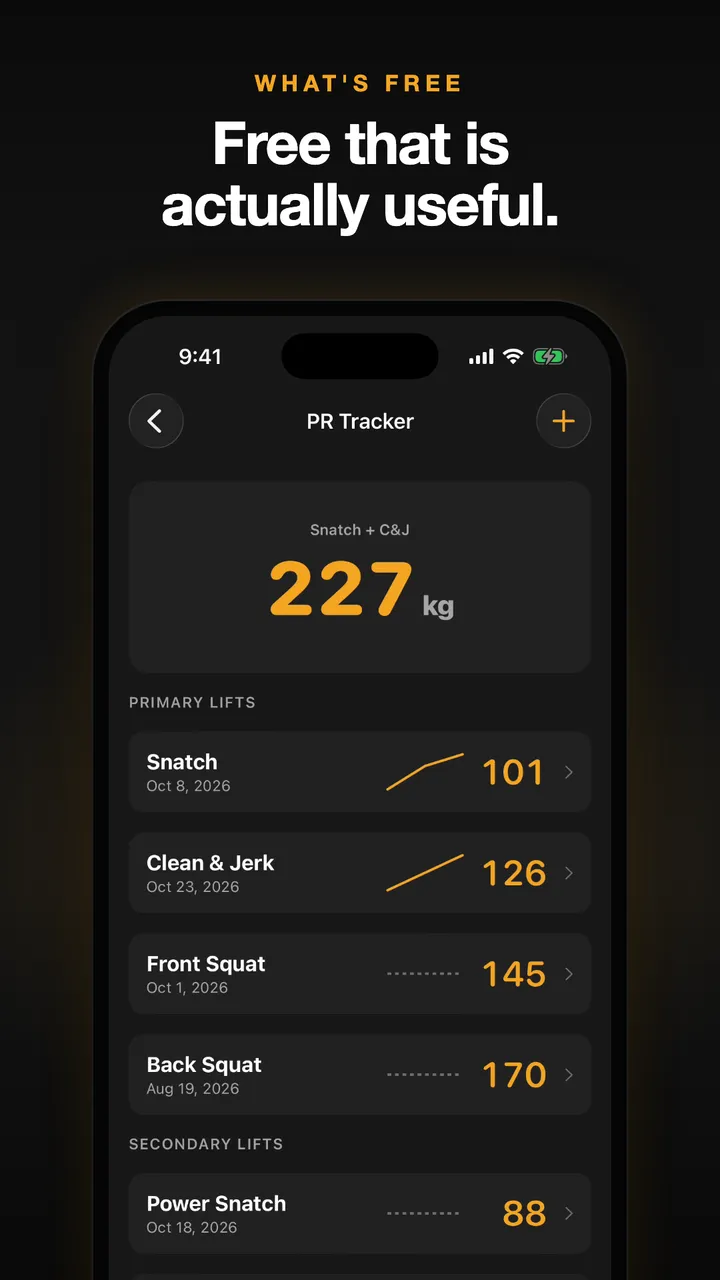 WHAT'S FREE
Free that is
actually useful.
9:41
PR Tracker
Snatch + C&J
227 kg
PRIMARY LIFTS
Snatch
Oct 8, 2026
101
Clean & Jerk
Oct 23, 2026
126
Front Squat
Oct 1, 2026
145
Back Squat
Aug 19, 2026
170
SECONDARY LIFTS
Power Snatch
Oct 18, 2026
88